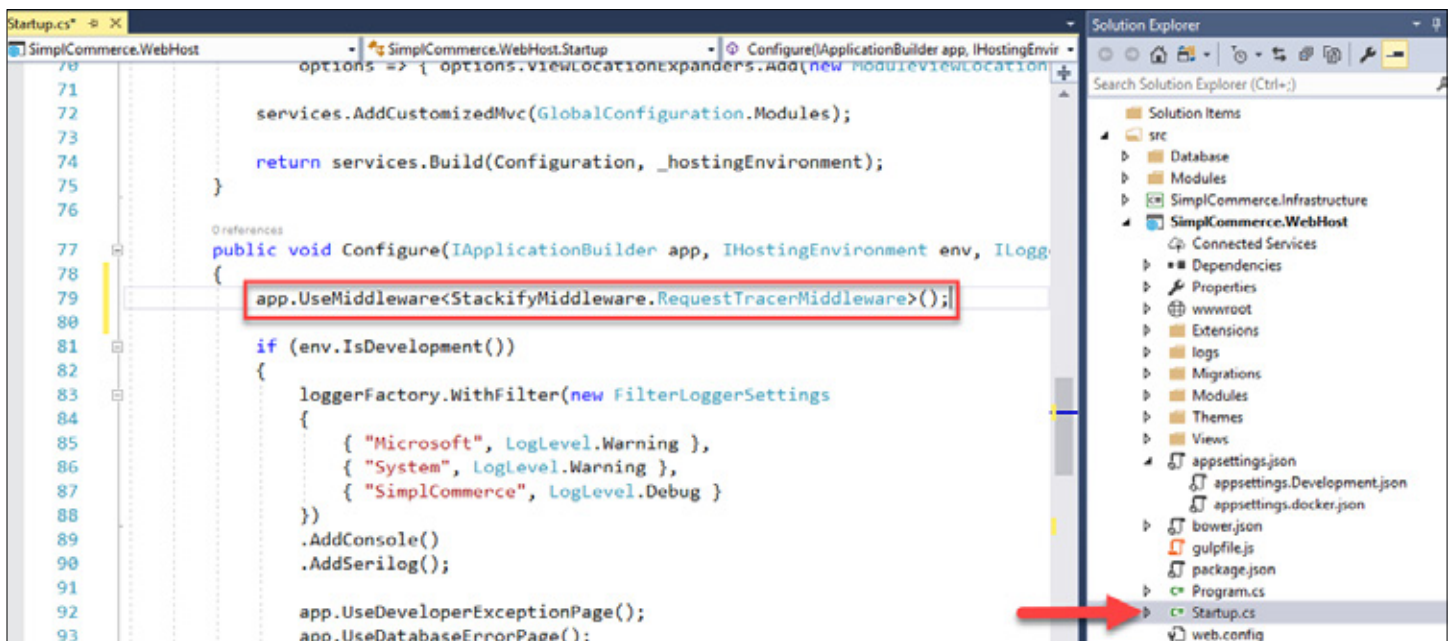 Startup.cs*
SimplCommerce.WebHost
SimplCommerce.WebHost.Startup
Configure(IApplicationBuilder app, IHostingEnvir
70 options => { options.ViewLocationExpanders.Add(new ModuleViewLocation
71
72 services.AddCustomizedMvc(GlobalConfiguration.Modules);
73
74 return services.Build(Configuration, _hostingEnvironment);
75 }
76
0 references
77 public void Configure(IApplicationBuilder app, IHostingEnvironment env, ILogg
78 {
79 app.UseMiddleware<StackifyMiddleware.RequestTracerMiddleware>();
80
81 if (env.IsDevelopment())
82 {
83 loggerFactory.WithFilter(new FilterLoggerSettings
84 {
85 { "Microsoft", LogLevel.Warning },
86 { "System", LogLevel.Warning },
87 { "SimplCommerce", LogLevel.Debug }
88 })
89 .AddConsole()
90 .AddSerilog();
91
92 app.UseDeveloperExceptionPage();
93 app.UseDatabaseErrorPage();
Solution Explorer
Search Solution Explorer (Ctrl+;)
Solution Items
src
Database
Modules
C# SimplCommerce.Infrastructure
SimplCommerce.WebHost
Connected Services
Dependencies
Properties
wwwroot
Extensions
logs
Migrations
Modules
Themes
Views
appsettings.json
appsettings.Development.json
appsettings.docker.json
bower.json
gulpfile.js
package.json
C# Program.cs
C# Startup.cs
web.config